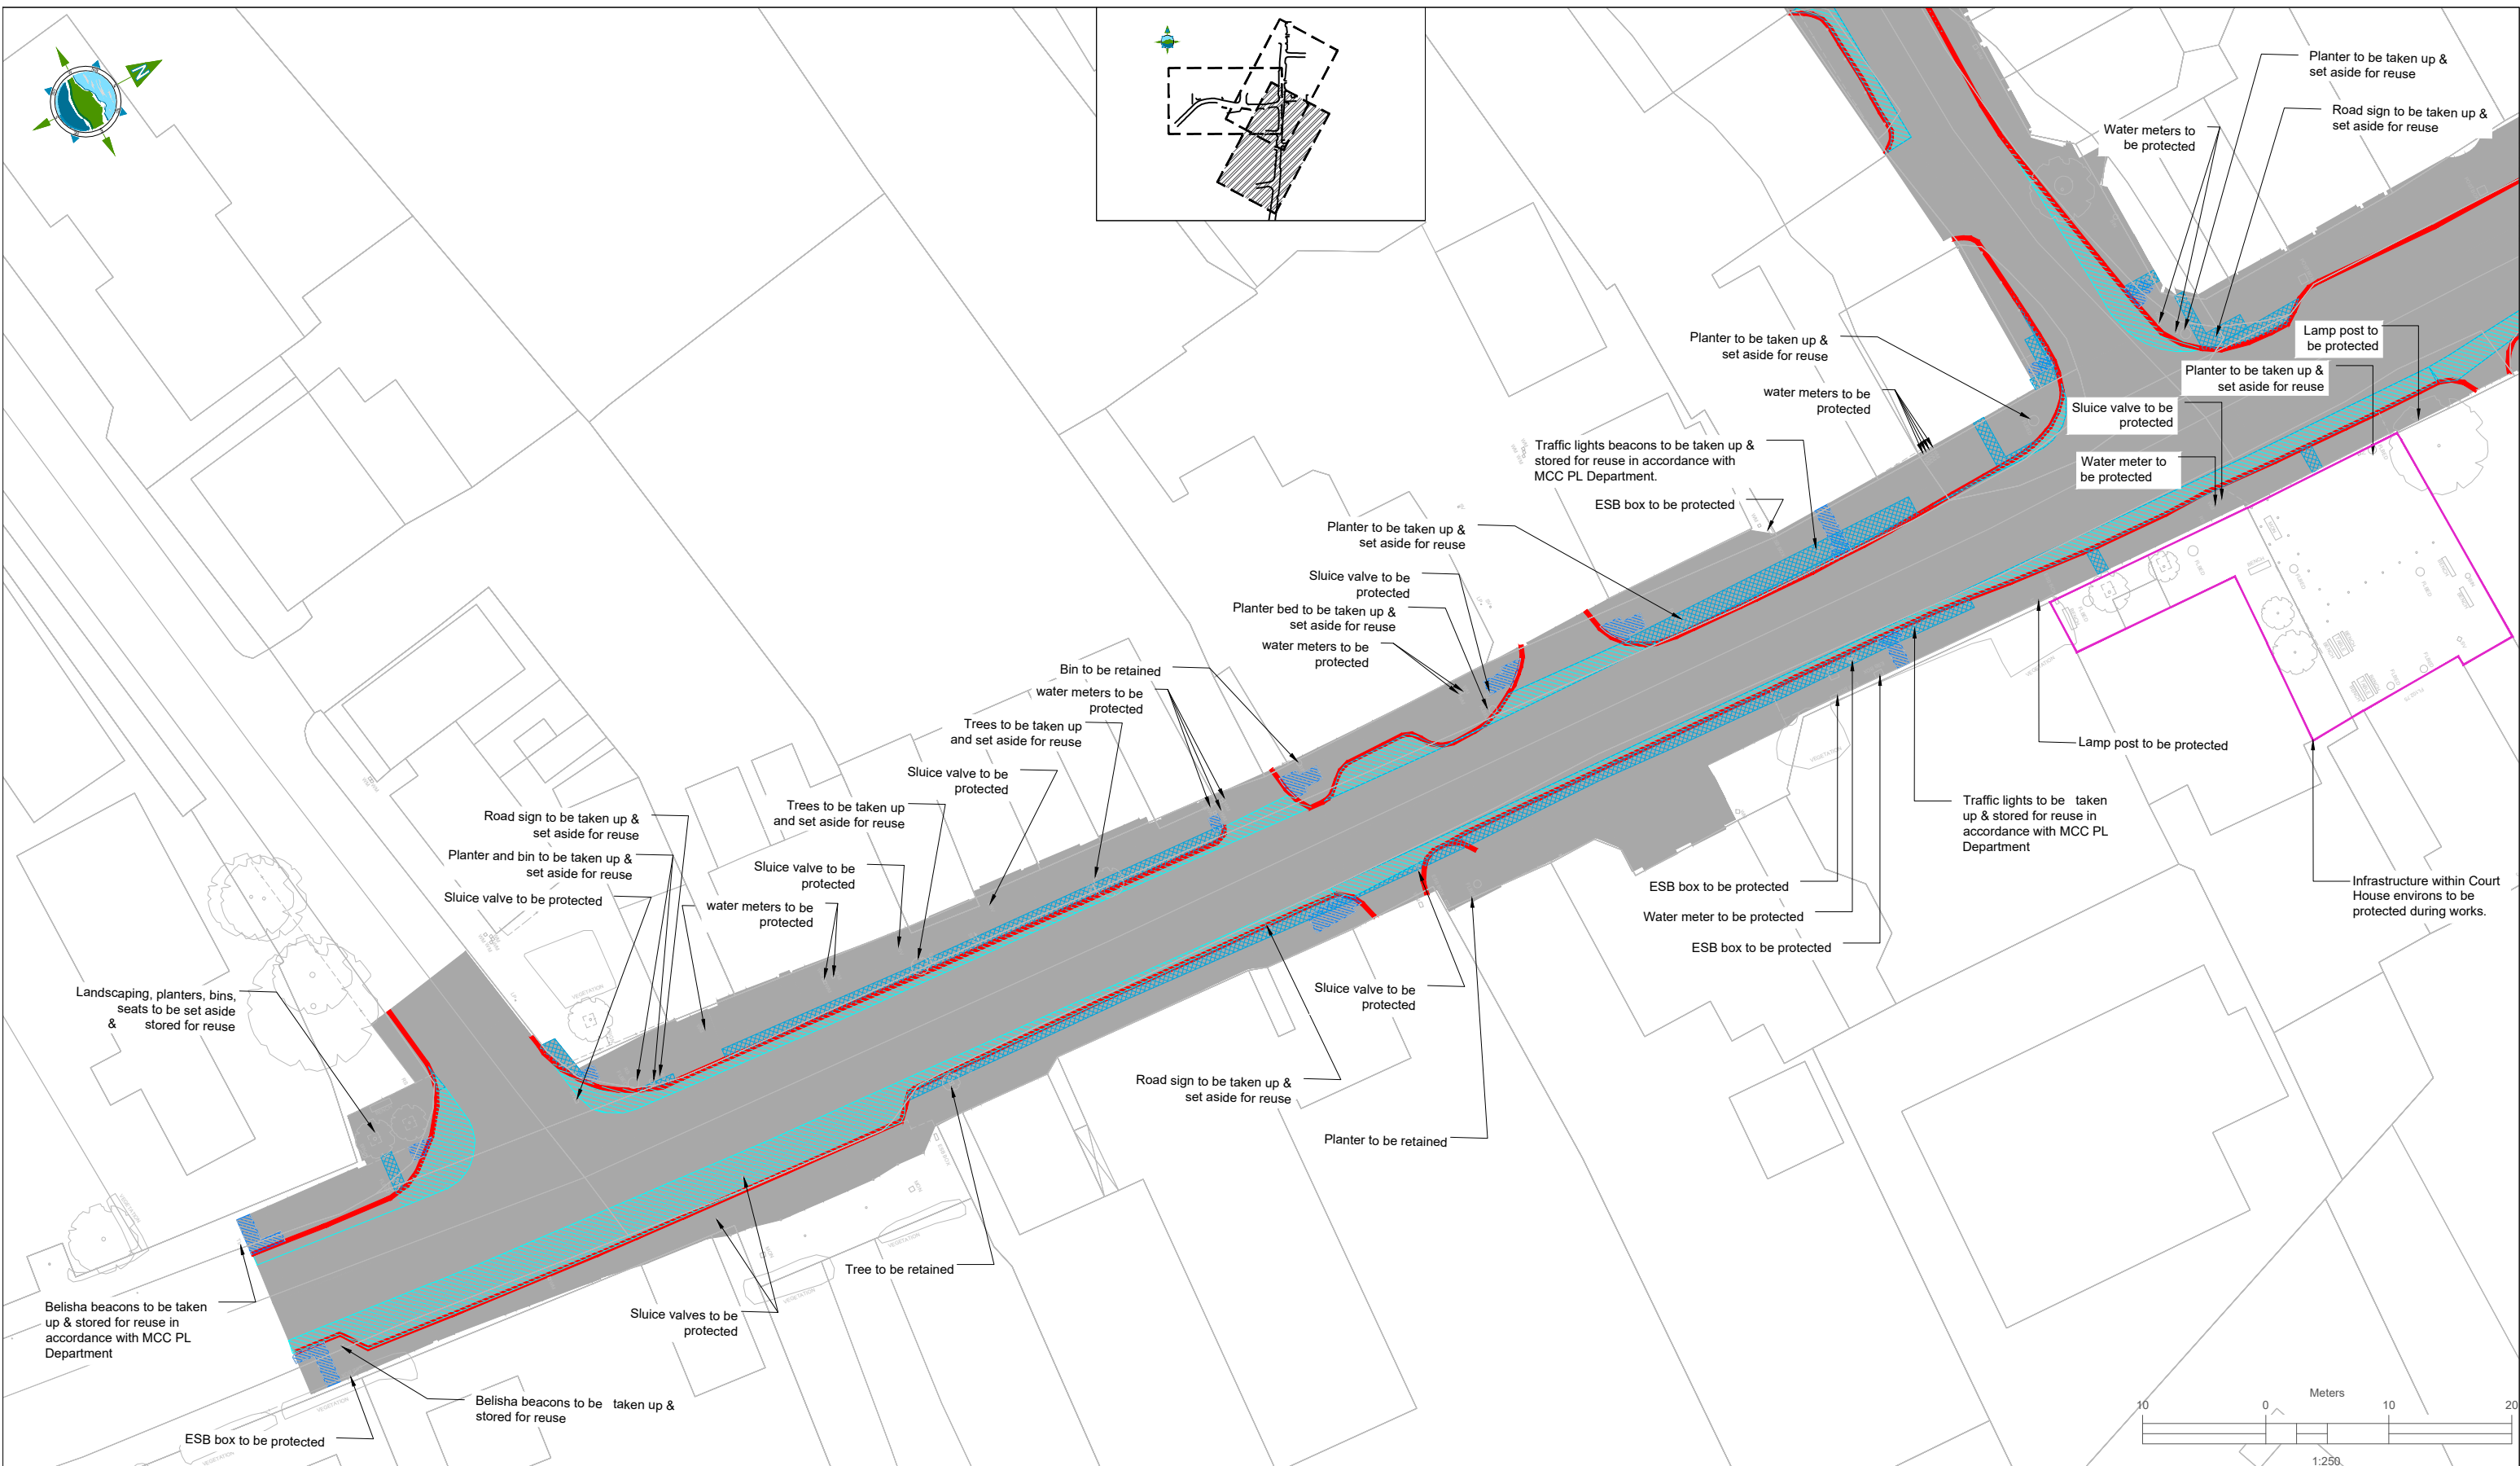 N
Planter to be taken up &
set aside for reuse
Road sign to be taken up &
set aside for reuse
Water meters to
be protected
Lamp post to
be protected
Planter to be taken up &
set aside for reuse
Planter to be taken up &
set aside for reuse
water meters to be
protected
Sluice valve to be
protected
Traffic lights beacons to be taken up &
stored for reuse in accordance with
MCC PL Department.
Water meter to
be protected
ESB box to be protected
Planter to be taken up &
set aside for reuse
Sluice valve to be
protected
Planter bed to be taken up &
set aside for reuse
water meters to be
protected
Bin to be retained
water meters to be
protected
Trees to be taken up
and set aside for reuse
Sluice valve to be
protected
Trees to be taken up
and set aside for reuse
Road sign to be taken up &
set aside for reuse
Planter and bin to be taken up &
set aside for reuse
Sluice valve to be protected
Sluice valve to be
protected
water meters to be
protected
Lamp post to be protected
Traffic lights to be taken
up & stored for reuse in
accordance with MCC PL
Department
ESB box to be protected
Water meter to be protected
ESB box to be protected
Infrastructure within Court
House environs to be
protected during works.
Landscaping, planters, bins,
seats to be set aside
& stored for reuse
Sluice valve to be
protected
Road sign to be taken up &
set aside for reuse
Planter to be retained
Tree to be retained
Sluice valves to be
protected
Belisha beacons to be taken
up & stored for reuse in
accordance with MCC PL
Department
Belisha beacons to be taken up &
stored for reuse
ESB box to be protected
VEGETATION
VEGETATION
VEGETATION
VEGETATION
VEGETATION
VEGETATION
VEGETATION
VEGETATION
BENCH
Meters
10 0 10 20
1:250